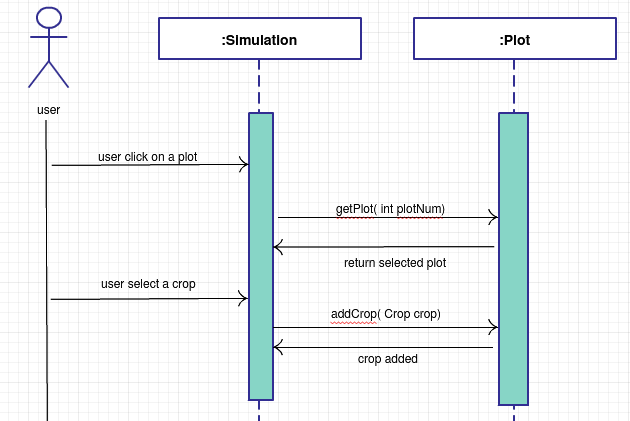 :Simulation
:Plot
user
user click on a plot
getPlot( int plotNum)
return selected plot
user select a crop
addCrop( Crop crop)
crop added